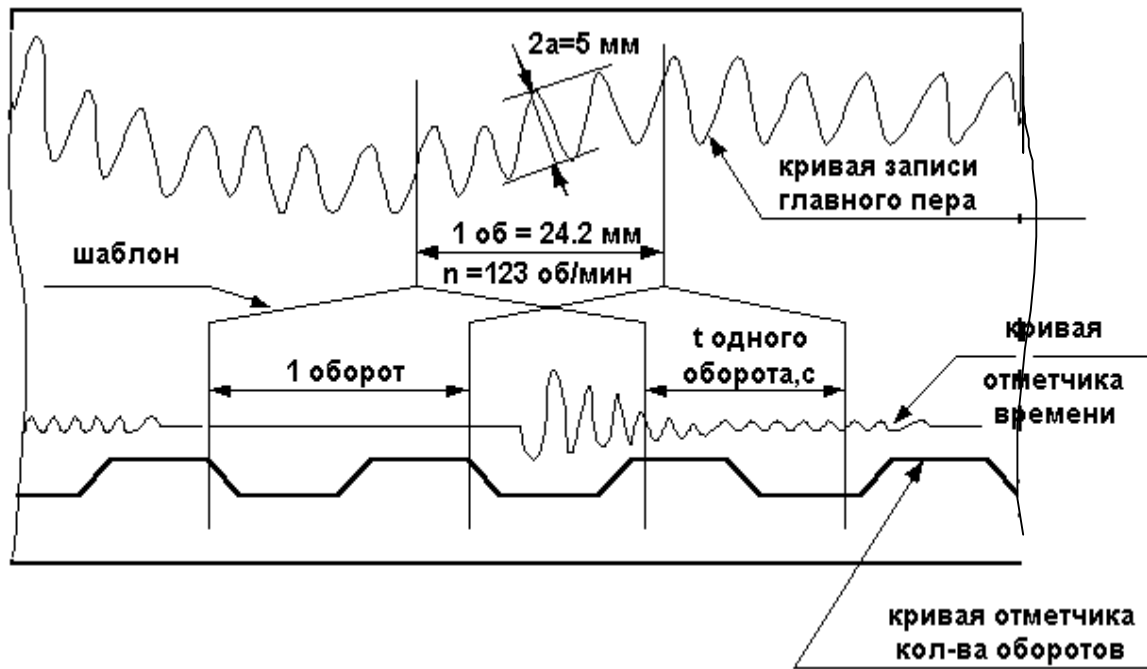 2а=5 мм
кривая записи
главного пера
шаблон
1 об = 24.2 мм
n =123 об/мин
1 оборот
t одного
оборота,с
кривая
отметчика
времени
кривая отметчика
кол-ва оборотов